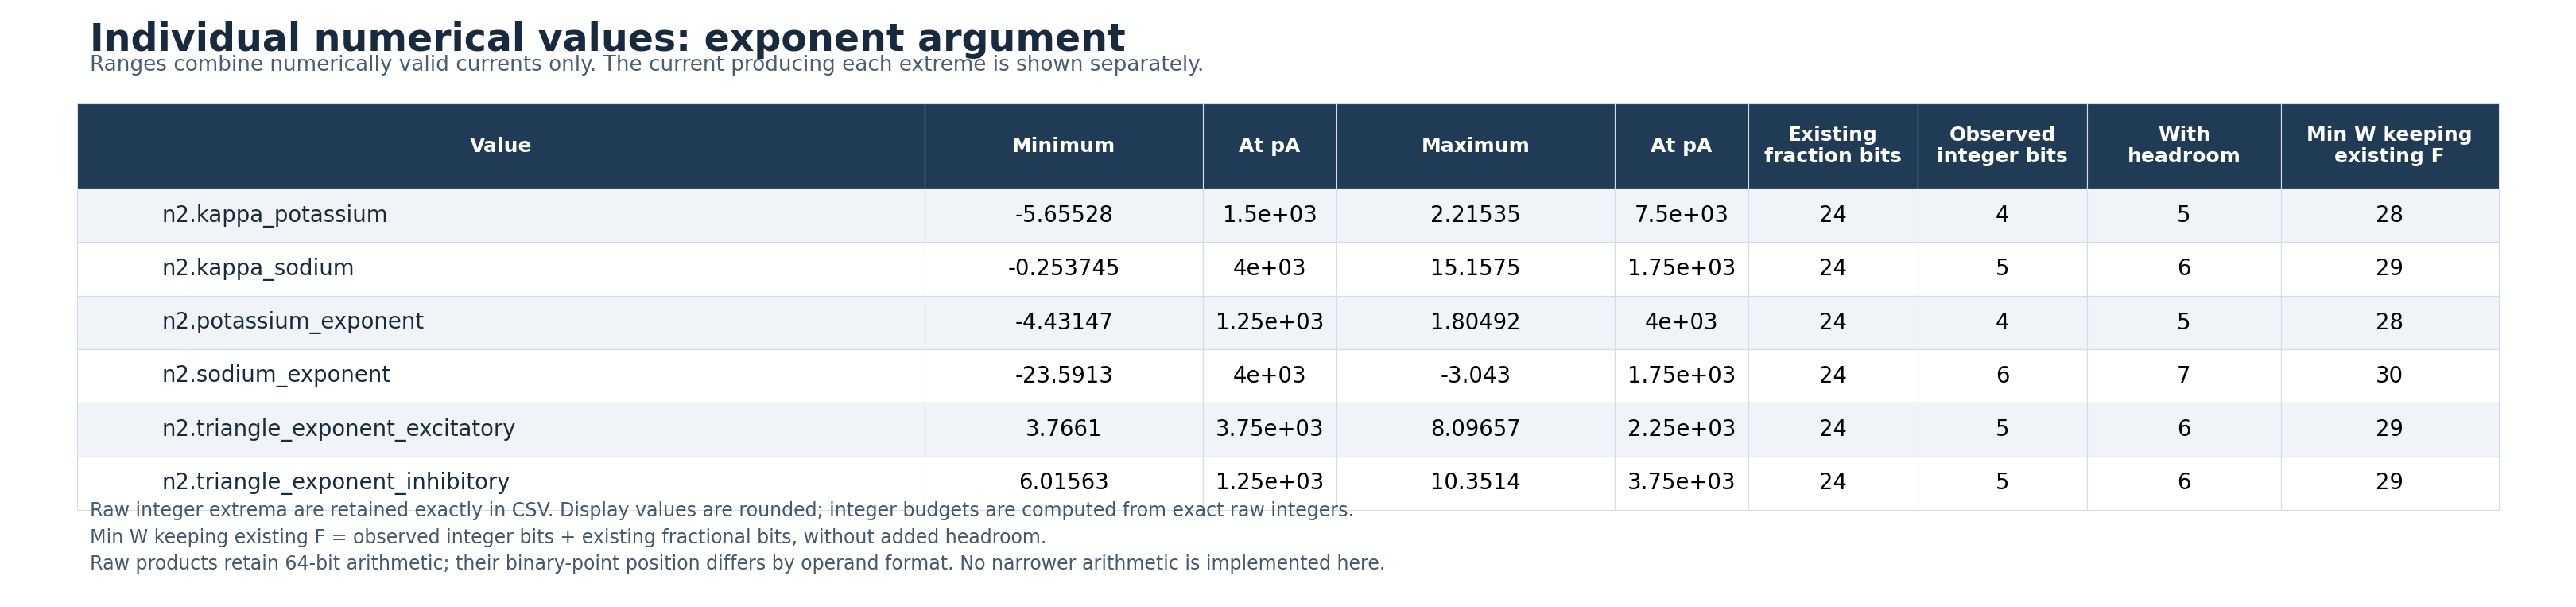 Individual numerical values: exponent argument
Ranges combine numerically valid currents only. The current producing each extreme is shown separately.
Value Minimum At pA Maximum At pA Existing fraction bits Observed integer bits With headroom Min W keeping existing F
n2.kappa_potassium -5.65528 1.5e+03 2.21535 7.5e+03 24 4 5 28
n2.kappa_sodium -0.253745 4e+03 15.1575 1.75e+03 24 5 6 29
n2.potassium_exponent -4.43147 1.25e+03 1.80492 4e+03 24 4 5 28
n2.sodium_exponent -23.5913 4e+03 -3.043 1.75e+03 24 6 7 30
n2.triangle_exponent_excitatory 3.7661 3.75e+03 8.09657 2.25e+03 24 5 6 29
n2.triangle_exponent_inhibitory 6.01563 1.25e+03 10.3514 3.75e+03 24 5 6 29
Raw integer extrema are retained exactly in CSV. Display values are rounded; integer budgets are computed from exact raw integers.
Min W keeping existing F = observed integer bits + existing fractional bits, without added headroom.
Raw products retain 64-bit arithmetic; their binary-point position differs by operand format. No narrower arithmetic is implemented here.